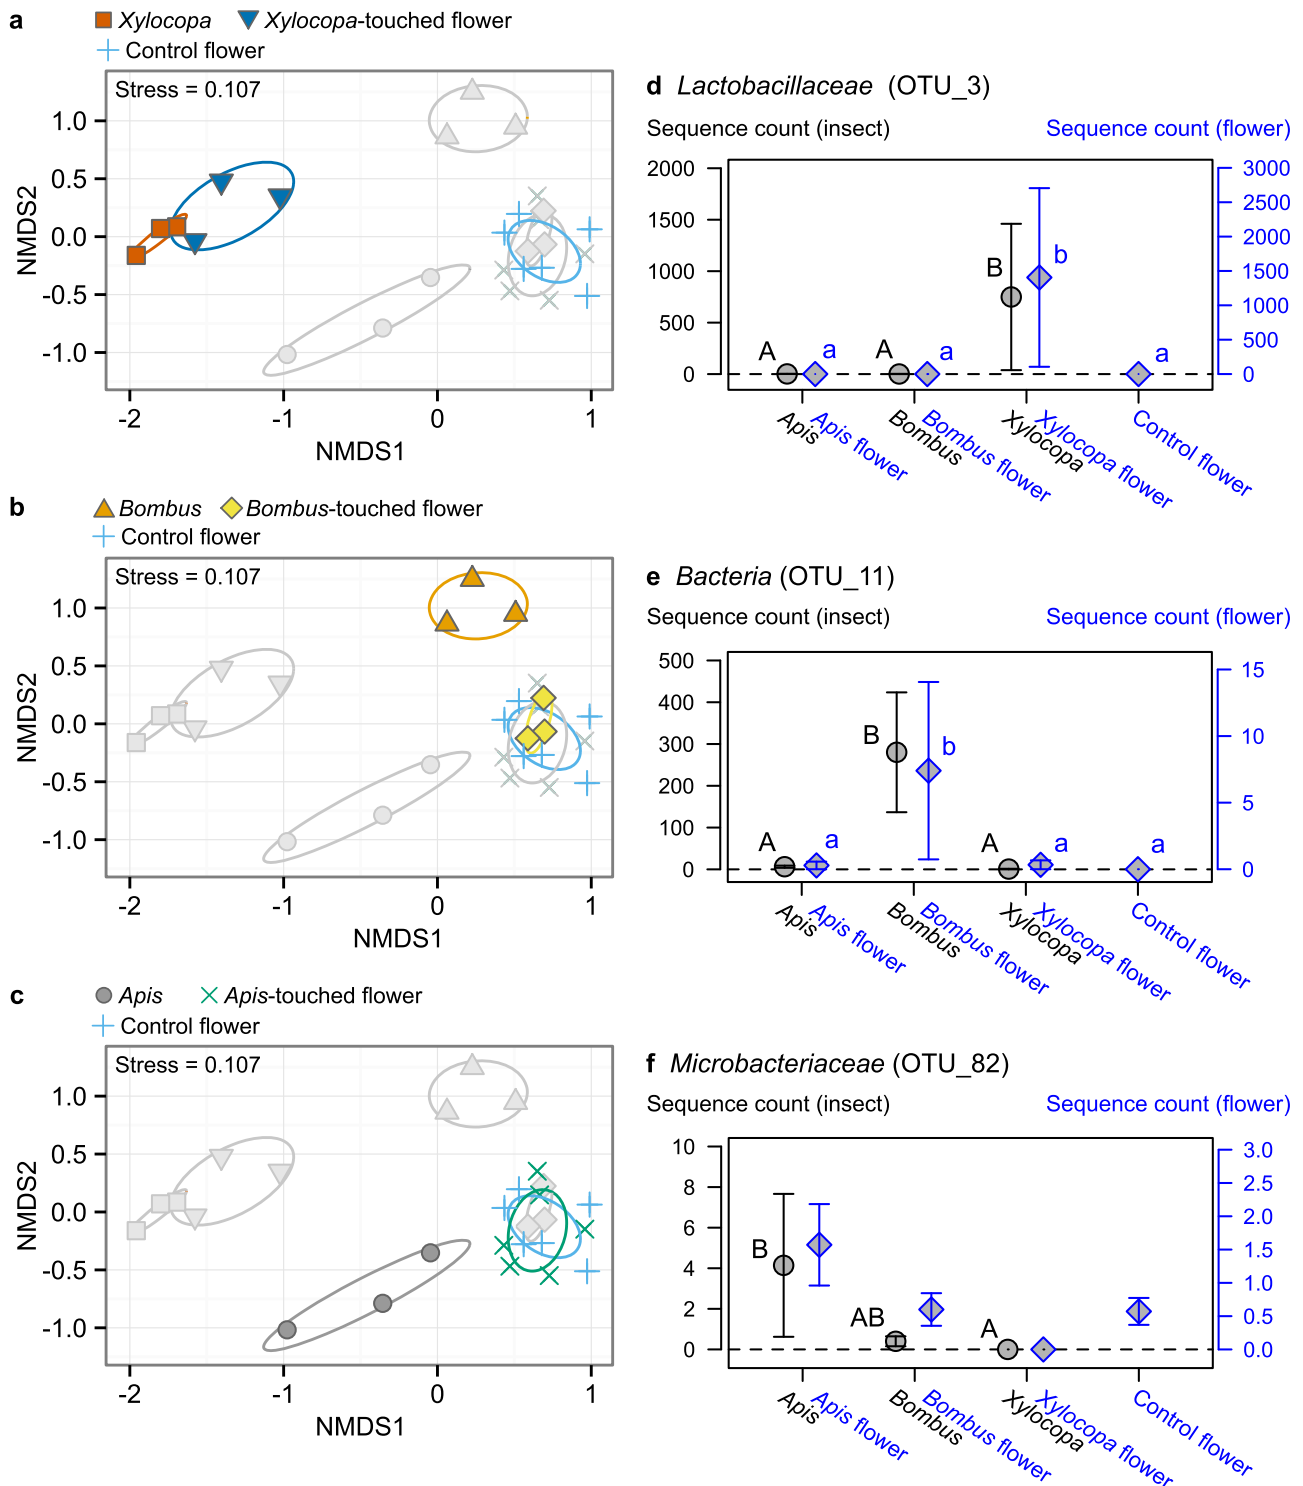 a
Xylocopa Xylocopa-touched flower
Control flower
Stress = 0.107
1.0
0.5
0.0
-0.5
-1.0
NMDS2
-2 -1 0 1
NMDS1
b
Bombus Bombus-touched flower
Control flower
Stress = 0.107
1.0
0.5
0.0
-0.5
-1.0
NMDS2
-2 -1 0 1
NMDS1
c
Apis Apis-touched flower
Control flower
Stress = 0.107
1.0
0.5
0.0
-0.5
-1.0
NMDS2
-2 -1 0 1
NMDS1
d Lactobacillaceae (OTU_3)
Sequence count (insect) Sequence count (flower)
2000
1500
1000
500
0
3000
2500
2000
1500
1000
500
0
A a A a B b a
Apis
Apis flower
Bombus
Bombus flower
Xylocopa
Xylocopa flower
Control flower
e Bacteria (OTU_11)
Sequence count (insect) Sequence count (flower)
500
400
300
200
100
0
15
10
5
0
A a B b A a a
Apis
Apis flower
Bombus
Bombus flower
Xylocopa
Xylocopa flower
Control flower
f Microbacteriaceae (OTU_82)
Sequence count (insect) Sequence count (flower)
10
8
6
4
2
0
3.0
2.5
2.0
1.5
1.0
0.5
0.0
B AB A
Apis
Apis flower
Bombus
Bombus flower
Xylocopa
Xylocopa flower
Control flower